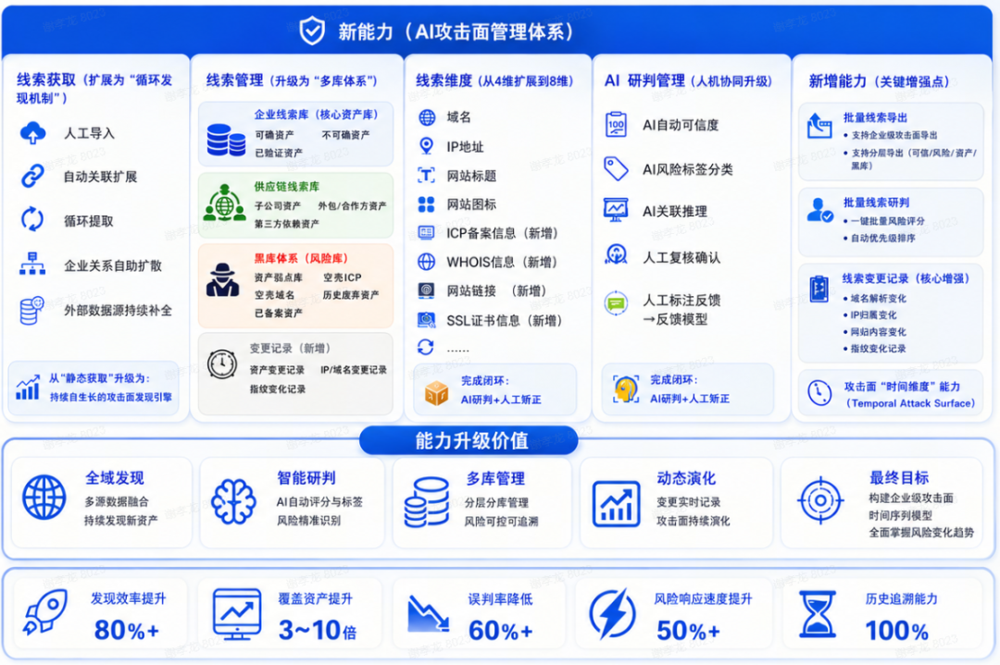 新能力（AI攻击面管理体系）
线索获取（扩展为“循环发
现机制”）
人工导入
自动关联扩展
循环提取
企业关系自助扩散
外部数据源持续补全
从“静态获取”升级为：
持续自生长的攻击面发现引擎
线索管理（升级为“多库体系”）
企业线索库（核心资产库）
可确资产 不可确资产
已验证资产
供应链线索库
子公司资产 外包/合作方资产
第三方依赖资产
黑库体系（风险库）
资产弱点库 空壳ICP
空壳域名 历史废弃资产
已备案资产
变更记录（新增）
资产变更记录 IP/域名变更记录
指纹变化记录
线索维度（从4维扩展到8维）
域名
IP地址
网站标题
网站图标
ICP备案信息（新增）
WHOIS信息（新增）
网站链接 （新增）
SSL证书信息（新增）
......
完成闭环：
AI研判+人工矫正
AI 研判管理（人机协同升级）
100
AI自动可信度
AI风险标签分类
AI关联推理
人工复核确认
人工标注反馈
→反馈模型
完成闭环：
AI研判+人工矫正
新增能力（关键增强点）
批量线索导出
• 支持企业级攻击面导出
• 支持分层导出（可信/风险/资产/
黑库）
批量线索研判
• 一键批量风险评分
• 自动优先级排序
线索变更记录（核心增强）
• 域名解析变化
• IP归属变化
• 网归内容变化
• 指纹变化记录
攻击面“时间维度”能力
（Temporal Attack Surface）
能力升级价值
全域发现
多源数据融合
持续发现新资产
智能研判
AI自动评分与标签
风险精准识别
多库管理
分层分库管理
风险可控可追溯
动态演化
变更实时记录
攻击面持续演化
最终目标
构建企业级攻击面
时间序列模型
全面掌握风险变化趋势
发现效率提升
80%+
覆盖资产提升
3~10倍
误判率降低
60%+
风险响应速度提升
50%+
历史追溯能力
100%